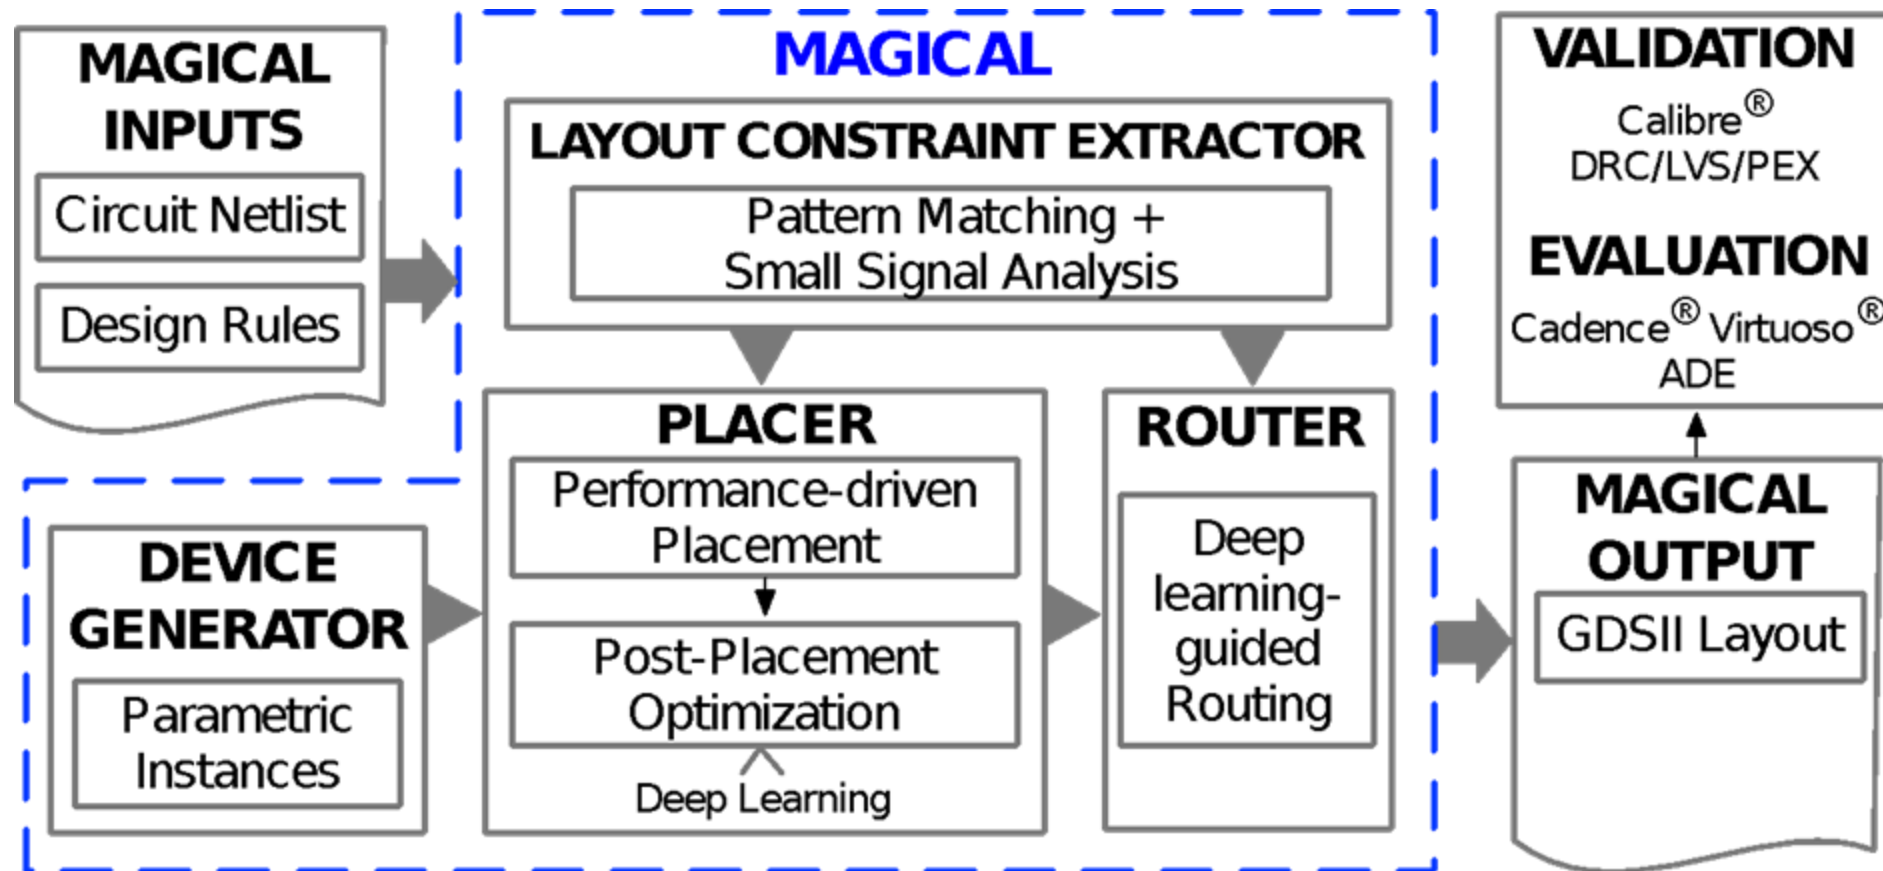 MAGICAL
INPUTS
Circuit Netlist
Design Rules
MAGICAL
LAYOUT CONSTRAINT EXTRACTOR
Pattern Matching +
Small Signal Analysis
DEVICE
GENERATOR
Parametric
Instances
PLACER
Performance-driven
Placement
Post-Placement
Optimization
Deep Learning
ROUTER
Deep
learning-
guided
Routing
VALIDATION
Calibre®
DRC/LVS/PEX
EVALUATION
Cadence® Virtuoso®
ADE
MAGICAL
OUTPUT
GDSII Layout